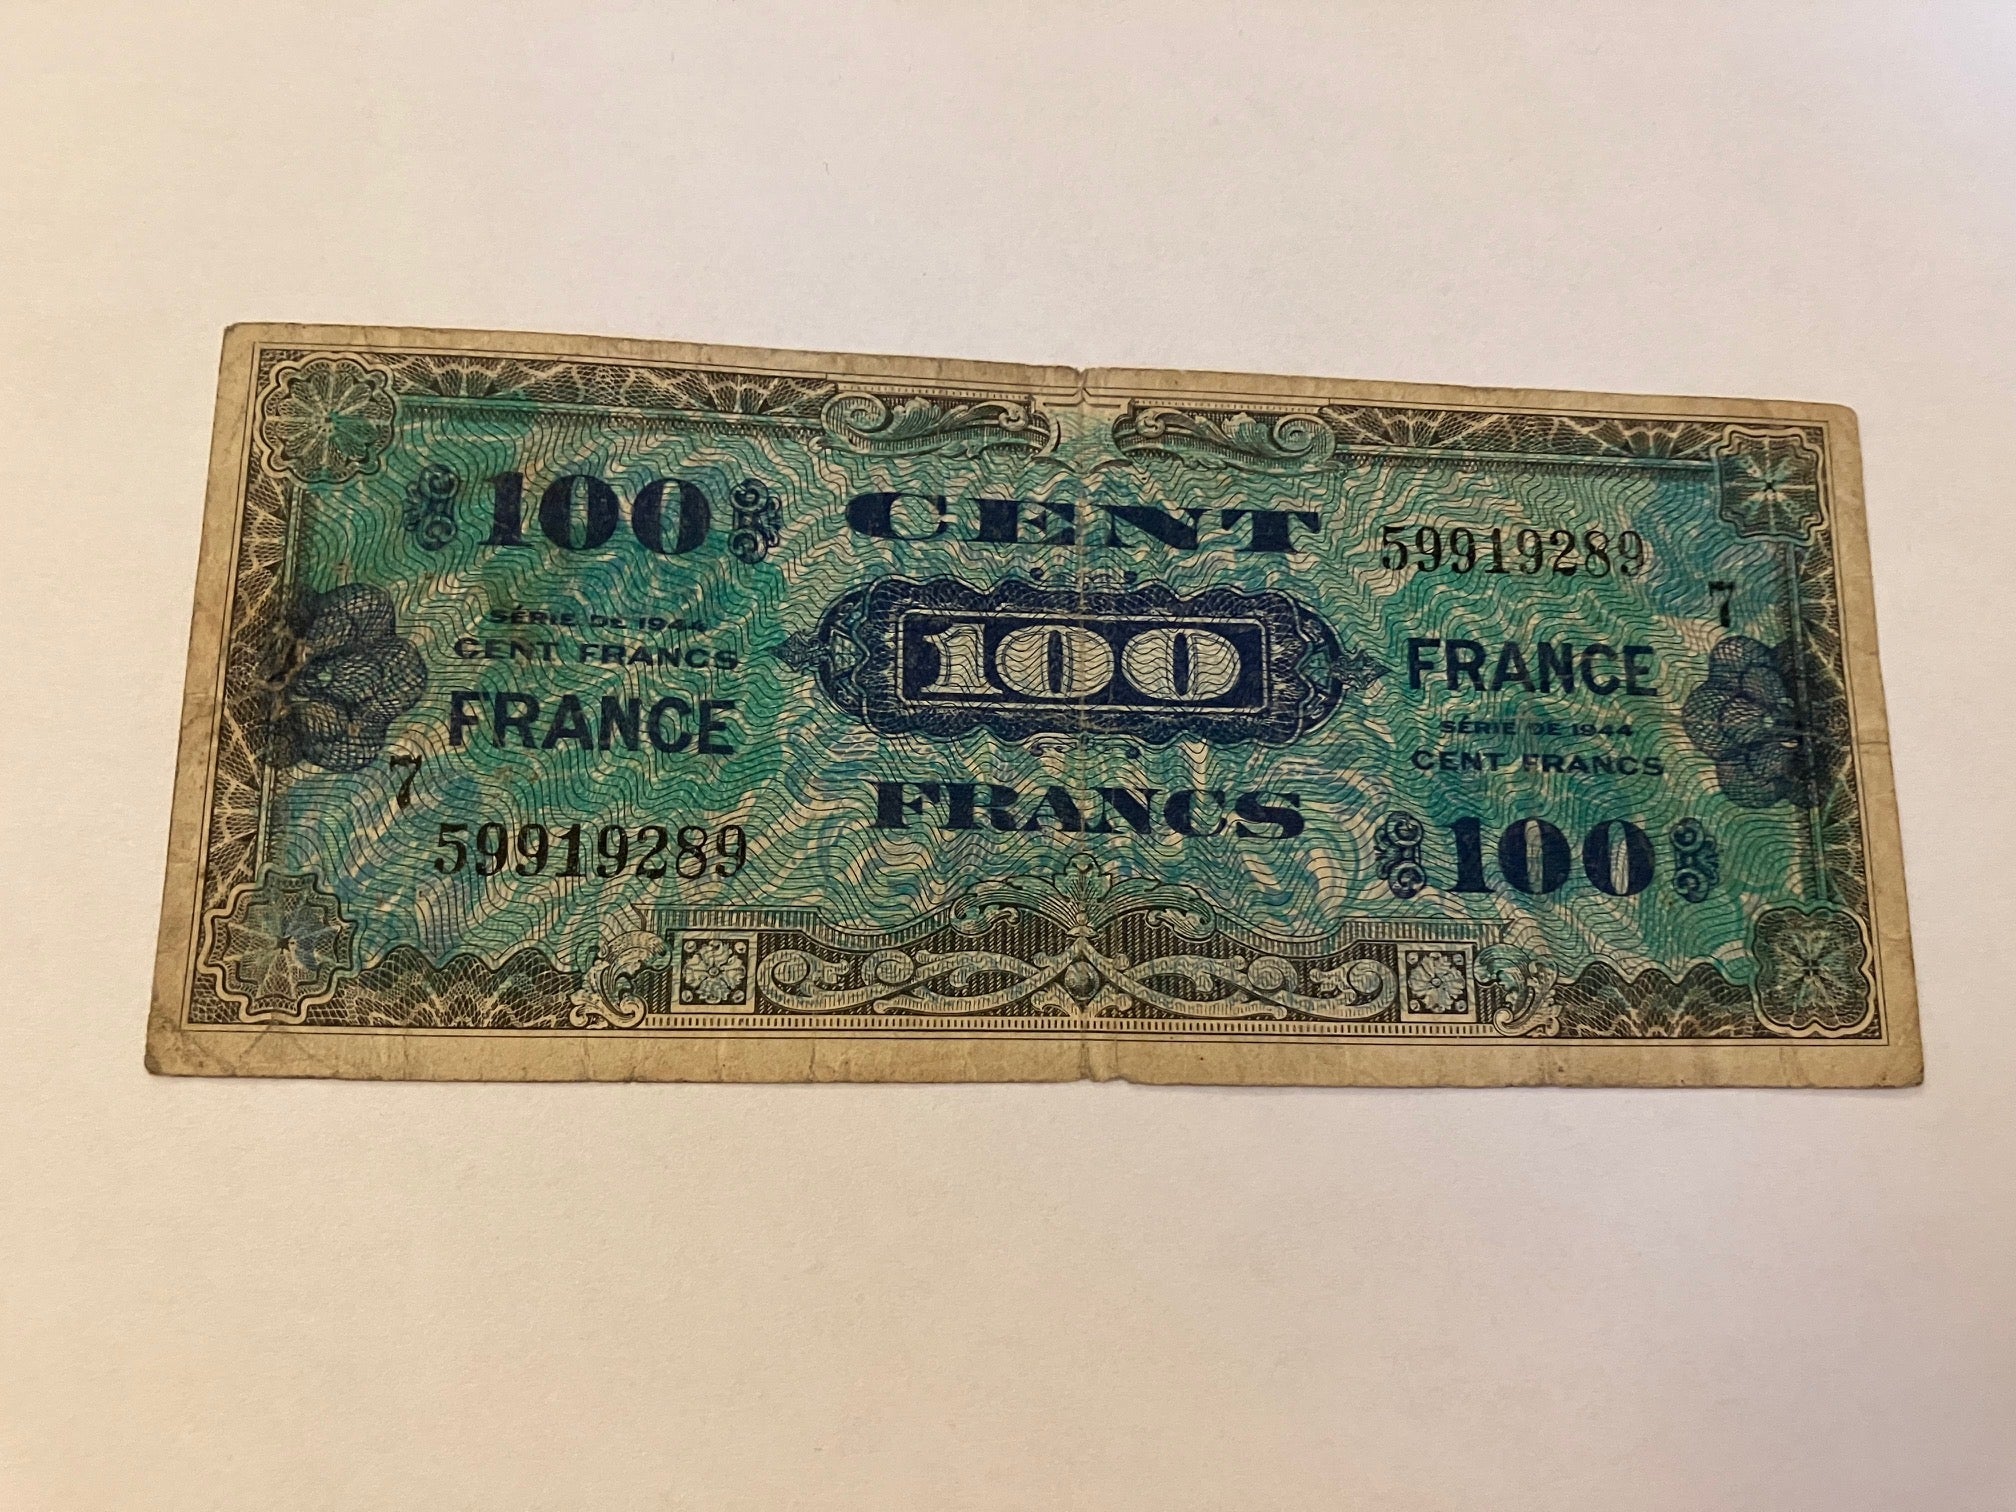 100 CENT 59919289
7
SÉRIE DE 1944
CENT FRANCS
FRANCE
7
59919289
100
FRANCS
FRANCE
SÉRIE DE 1944
CENT FRANCS
100